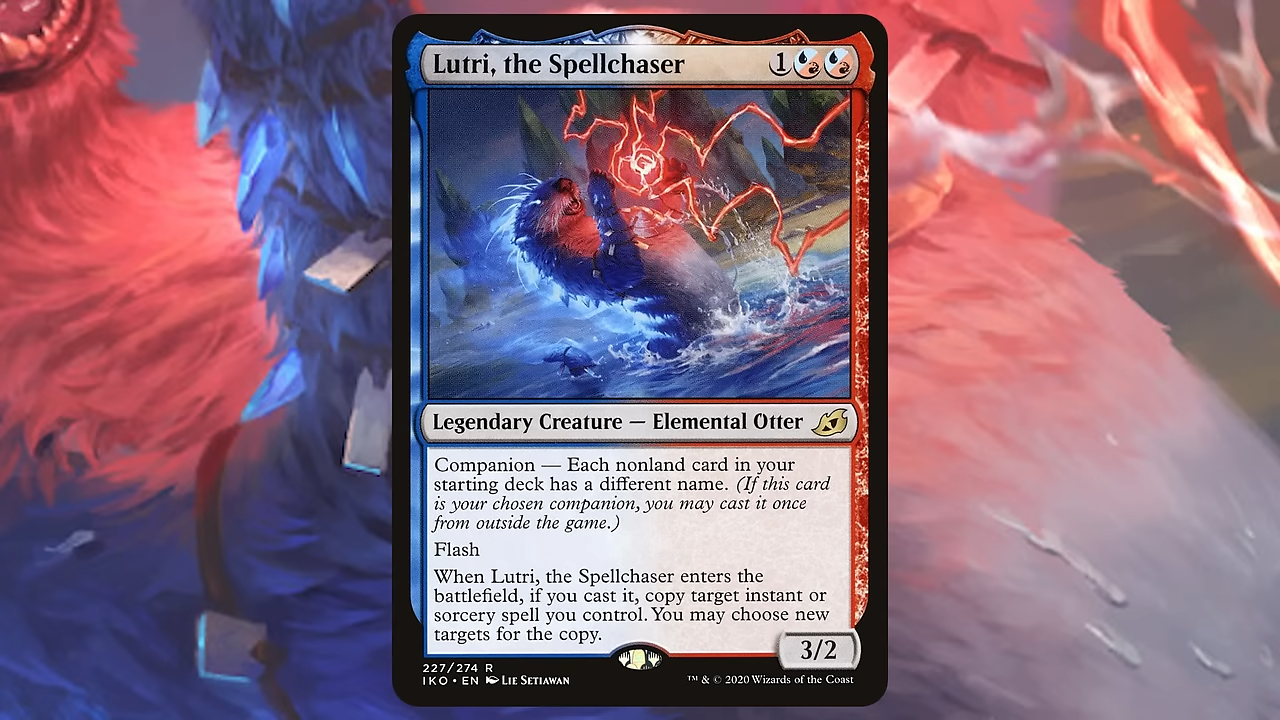 Lutri, the Spellchaser 1
Legendary Creature — Elemental Otter
Companion — Each nonland card in your
starting deck has a different name. (If this card
is your chosen companion, you may cast it once
from outside the game.)
Flash
When Lutri, the Spellchaser enters the
battlefield, if you cast it, copy target instant or
sorcery spell you control. You may choose new
targets for the copy.
3/2
227/274 R
IKO • EN Lie Setiawan
™ & © 2020 Wizards of the Coast